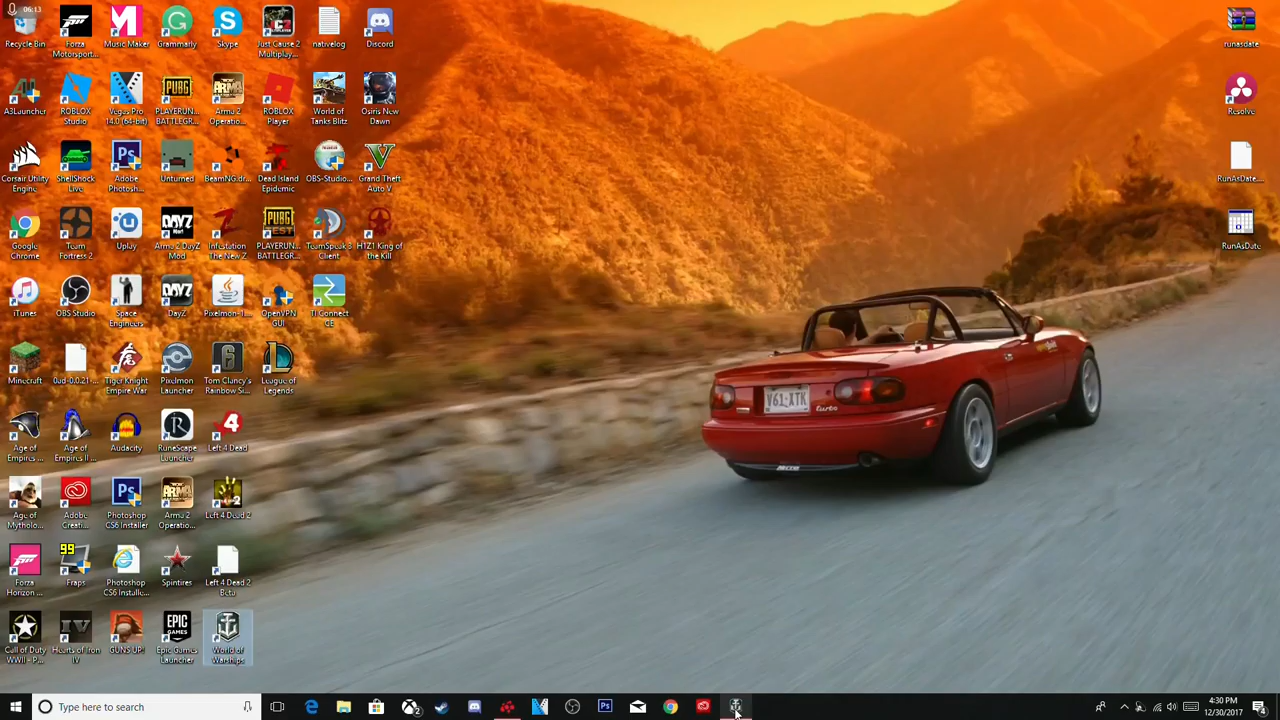 06:13
Recycle Bin
Forza Motorsport...
Music Maker
Grammarly
Skype
Just Cause 2 Multiplay...
nativelog
Discord
runasdate
A3Launcher
ROBLOX Studio
Vegas Pro 14.0 (64-bit)
PLAYERUN... BATTLEGR...
Arma 2 Operatio...
ROBLOX Player
World of Tanks Blitz
Osiris New Dawn
Resolve
Corsair Utility Engine
ShellShock Live
Adobe Photosh...
Unturned
BeamNG.dr...
Dead Island Epidemic
OBS-Studio...
Grand Theft Auto V
RunAsDate....
Google Chrome
Team Fortress 2
Uplay
Arma 2 DayZ Mod
Infestation The New Z
PLAYERUN... BATTLEGR...
TeamSpeak 3 Client
H1Z1 King of the Kill
RunAsDate
iTunes
OBS Studio
Space Engineers
DayZ
Pixelmon-1...
OpenVPN GUI
TI Connect CE
Minecraft
0ad-0.0.21-...
Tiger Knight Empire War
Pixelmon Launcher
Tom Clancy's Rainbow Si...
League of Legends
V61·XTK
turbo
Age of Empires ...
Age of Empires II ...
Audacity
RuneScape Launcher
Left 4 Dead
Age of Mytholo...
Adobe Creati...
Photoshop CS6 Installer
Arma 2 Operatio...
Left 4 Dead 2
Forza Horizon ...
Fraps
Photoshop CS6 Installe...
Spintires
Left 4 Dead 2 Beta
Call of Duty WWII - P...
Hearts of Iron IV
GUNS UP!
Epic Games Launcher
World of Warships
Type here to search
4:30 PM
12/30/2017